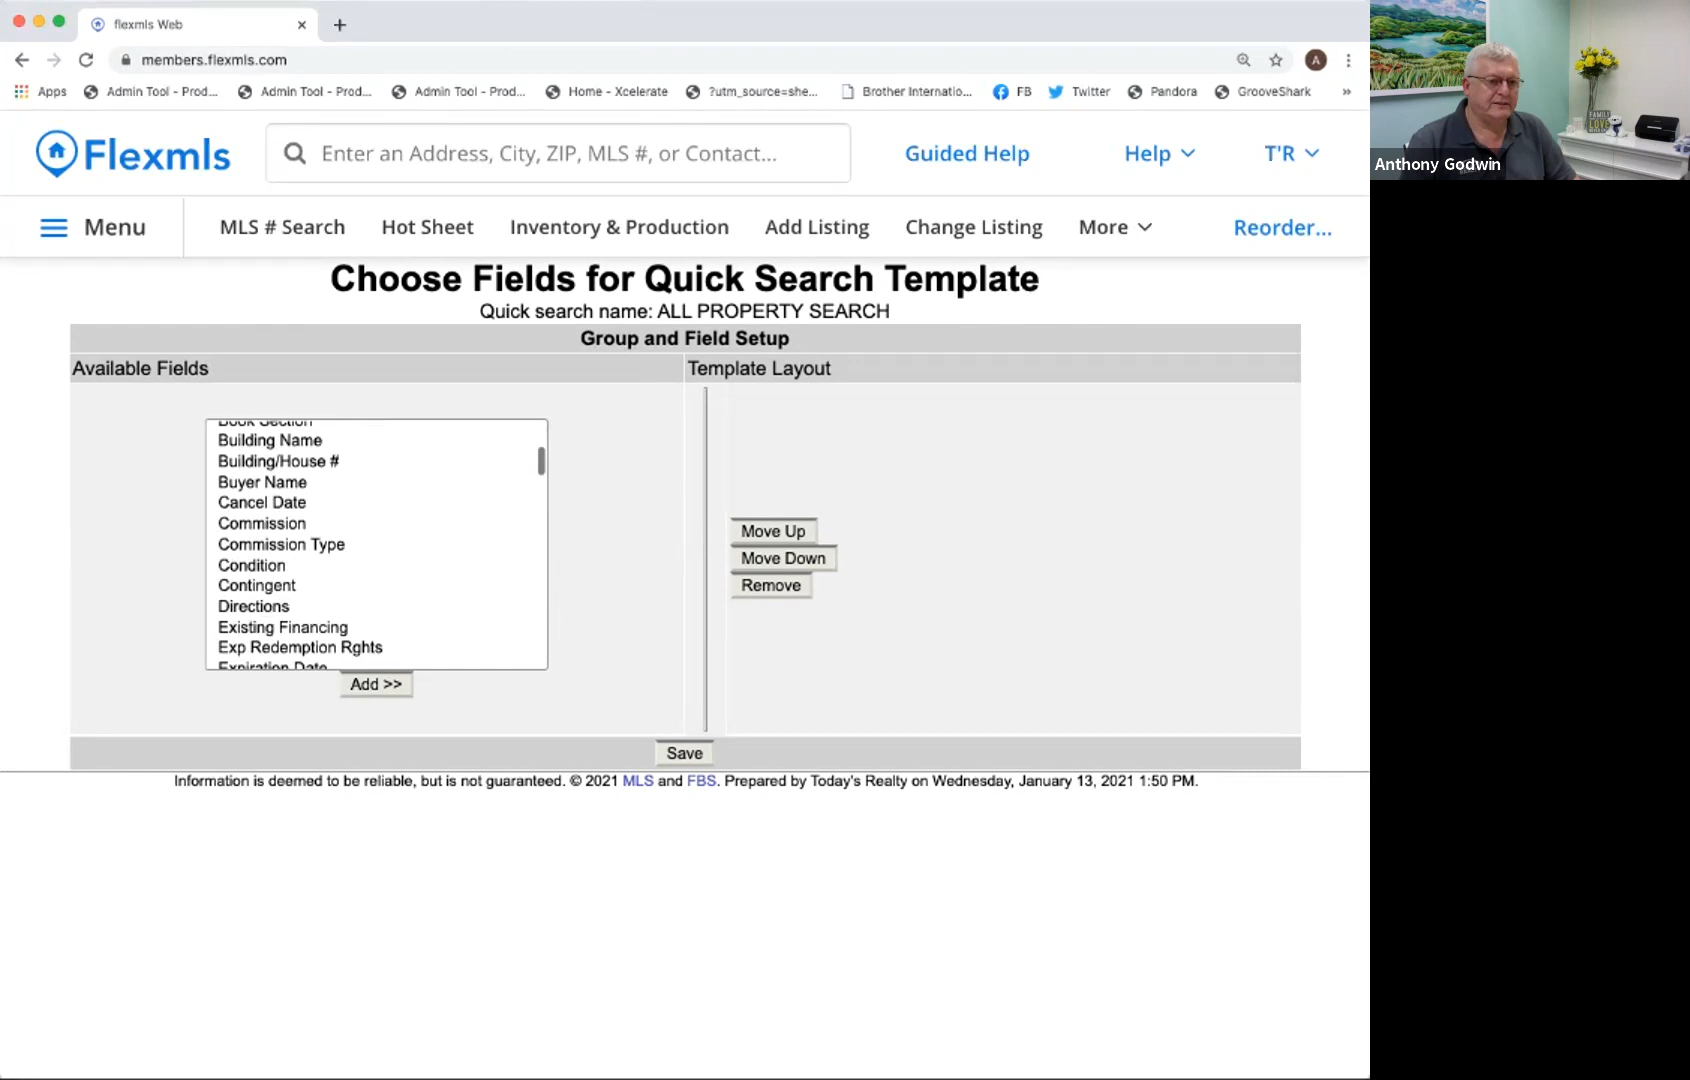 flexmls Web
members.flexmls.com
A
Apps
Admin Tool - Prod...
Admin Tool - Prod...
Admin Tool - Prod...
Home - Xcelerate
?utm_source=she...
Brother Internatio...
FB
Twitter
Pandora
GrooveShark
»
Flexmls
Enter an Address, City, ZIP, MLS #, or Contact...
Guided Help
Help
T'R
Menu
MLS # Search
Hot Sheet
Inventory & Production
Add Listing
Change Listing
More
Reorder...
Choose Fields for Quick Search Template
Quick search name: ALL PROPERTY SEARCH
Group and Field Setup
Available Fields
Template Layout
Book Section
Building Name
Building/House #
Buyer Name
Cancel Date
Commission
Commission Type
Condition
Contingent
Directions
Existing Financing
Exp Redemption Rghts
Expiration Date
Add >>
Move Up
Move Down
Remove
Save
Information is deemed to be reliable, but is not guaranteed. © 2021 MLS and FBS. Prepared by Today's Realty on Wednesday, January 13, 2021 1:50 PM.
FAMILY
LOVE
Anthony Godwin